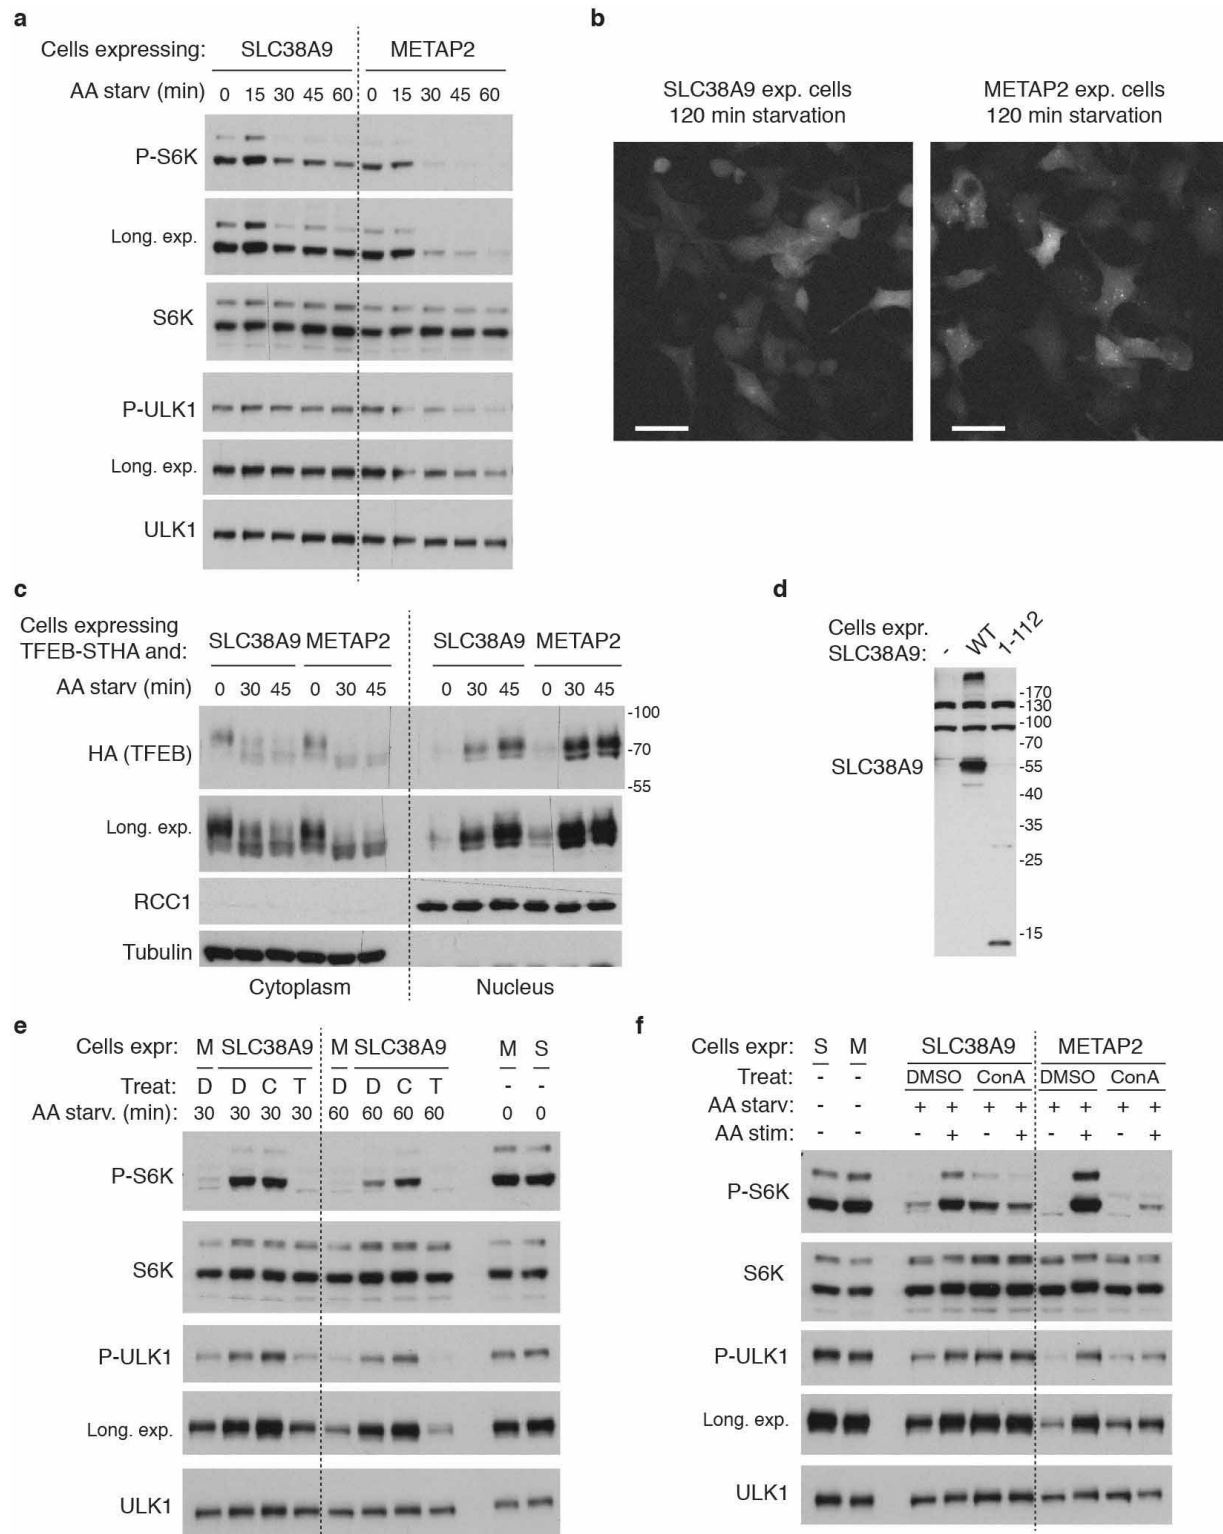 a
Cells expressing: SLC38A9 METAP2
AA starv (min) 0 15 30 45 60 0 15 30 45 60
P-S6K
Long. exp.
S6K
P-ULK1
Long. exp.
ULK1
b
SLC38A9 exp. cells
120 min starvation
METAP2 exp. cells
120 min starvation
c
Cells expressing
TFEB-STHA and: SLC38A9 METAP2 SLC38A9 METAP2
AA starv (min) 0 30 45 0 30 45 0 30 45 0 30 45
HA (TFEB)
-100
-70
-55
Long. exp.
RCC1
Tubulin
Cytoplasm Nucleus
d
Cells expr.
SLC38A9: - WT 1-112
-170
-130
-100
-70
SLC38A9 -55
-40
-35
-25
-15
e
Cells expr: M SLC38A9 M SLC38A9 M S
Treat: D D C T D D C T - -
AA starv. (min): 30 30 30 30 60 60 60 60 0 0
P-S6K
S6K
P-ULK1
Long. exp.
ULK1
f
Cells expr: S M SLC38A9 METAP2
Treat: - - DMSO ConA DMSO ConA
AA starv: - - + + + + + + + +
AA stim: - - - + - + - + - +
P-S6K
S6K
P-ULK1
Long. exp.
ULK1